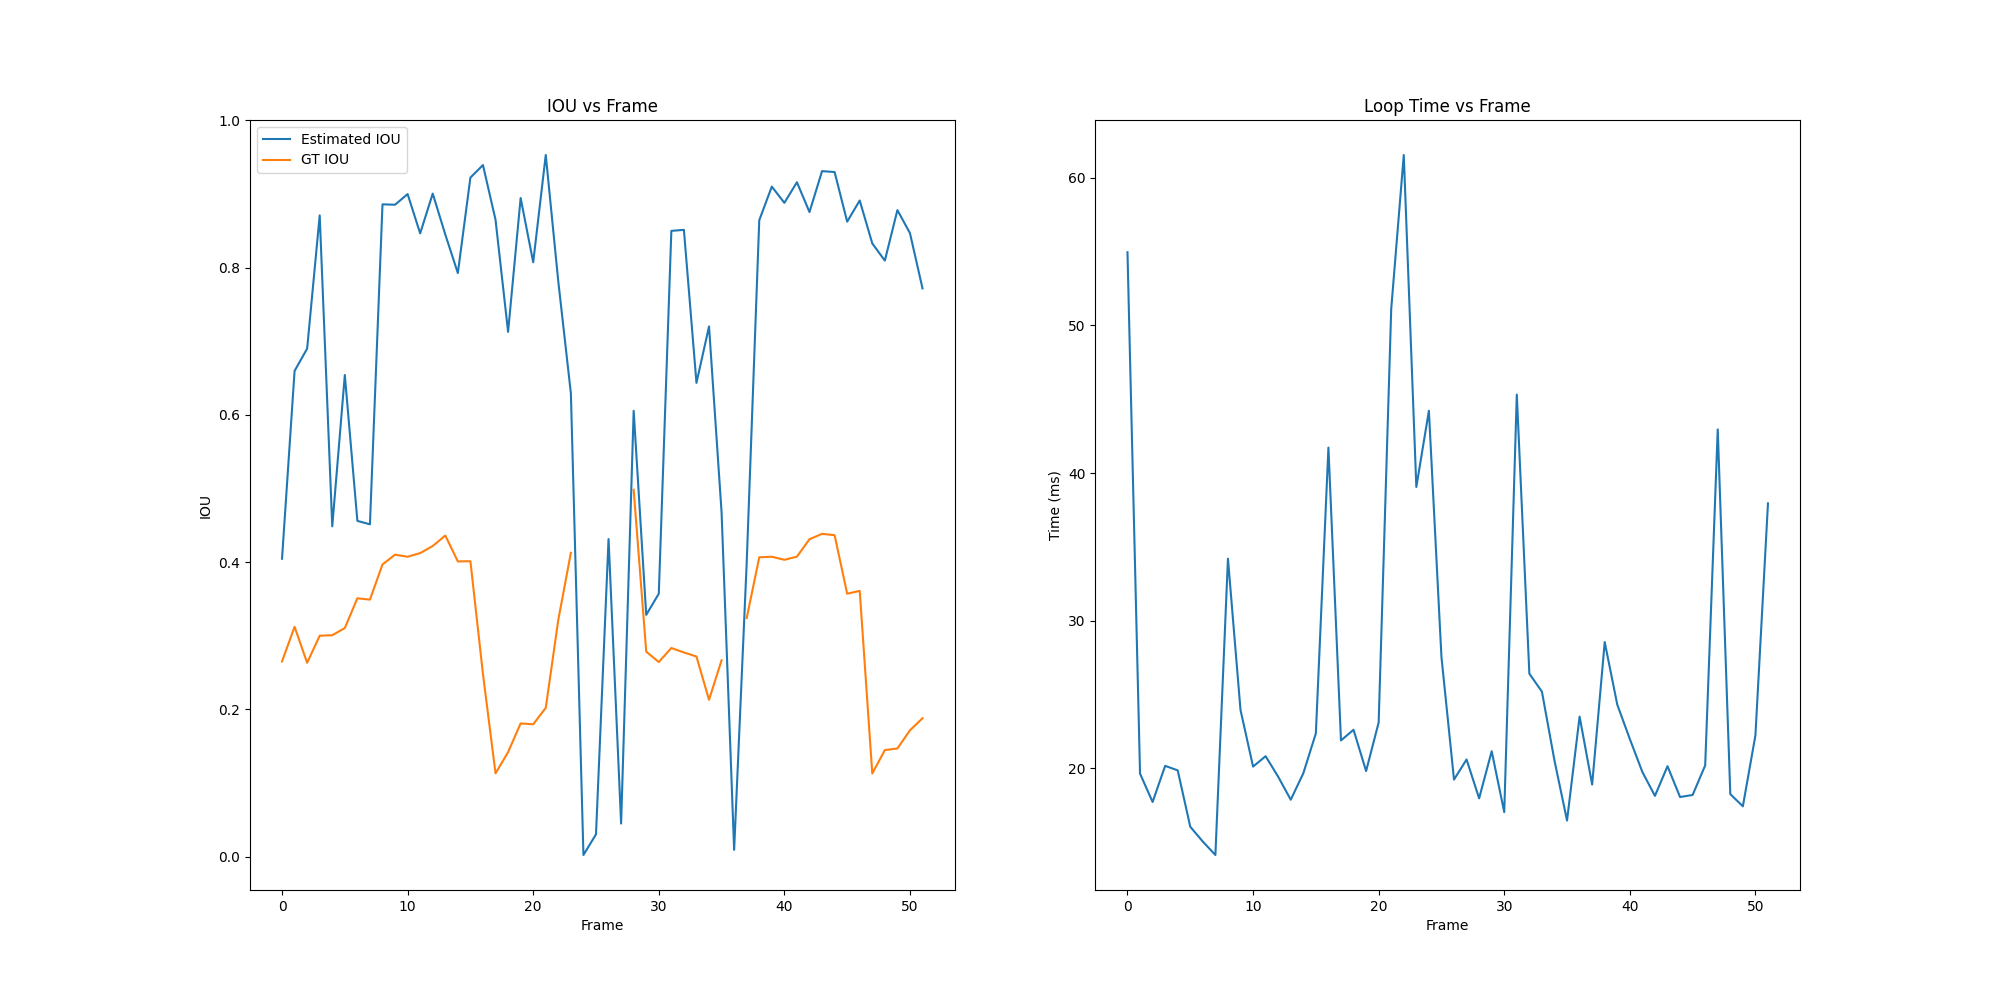 IOU vs Frame
Estimated IOU
GT IOU
1.0
0.8
0.6
0.4
0.2
0.0
IOU
0 10 20 30 40 50
Frame
Loop Time vs Frame
60
50
40
30
20
Time (ms)
0 10 20 30 40 50
Frame